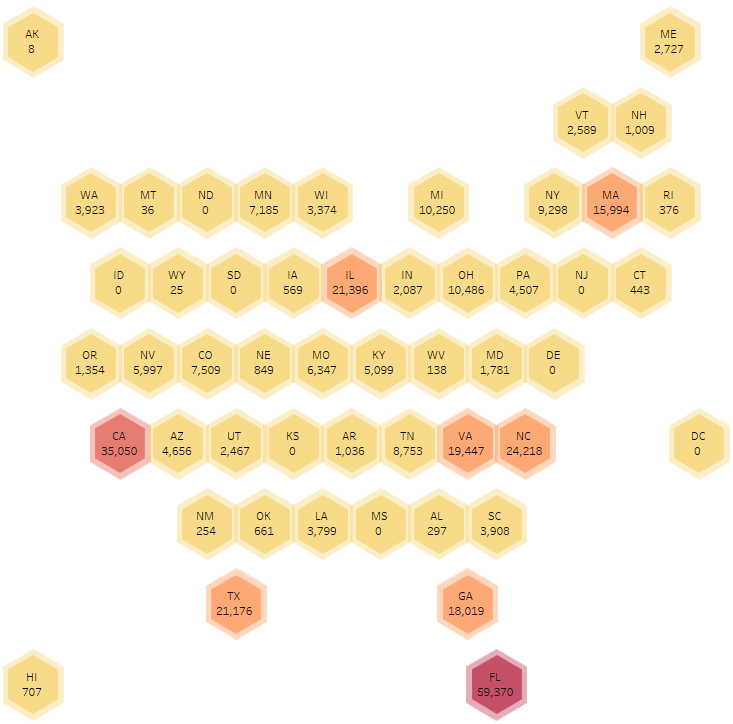 AK
8
ME
2,727
VT
2,589
NH
1,009
WA
3,923
MT
36
ND
0
MN
7,185
WI
3,374
MI
10,250
NY
9,298
MA
15,994
RI
376
ID
0
WY
25
SD
0
IA
569
IL
21,396
IN
2,087
OH
10,486
PA
4,507
NJ
0
CT
443
OR
1,354
NV
5,997
CO
7,509
NE
849
MO
6,347
KY
5,099
WV
138
MD
1,781
DE
0
CA
35,050
AZ
4,656
UT
2,467
KS
0
AR
1,036
TN
8,753
VA
19,447
NC
24,218
DC
0
NM
254
OK
661
LA
3,799
MS
0
AL
297
SC
3,908
TX
21,176
GA
18,019
HI
707
FL
59,370